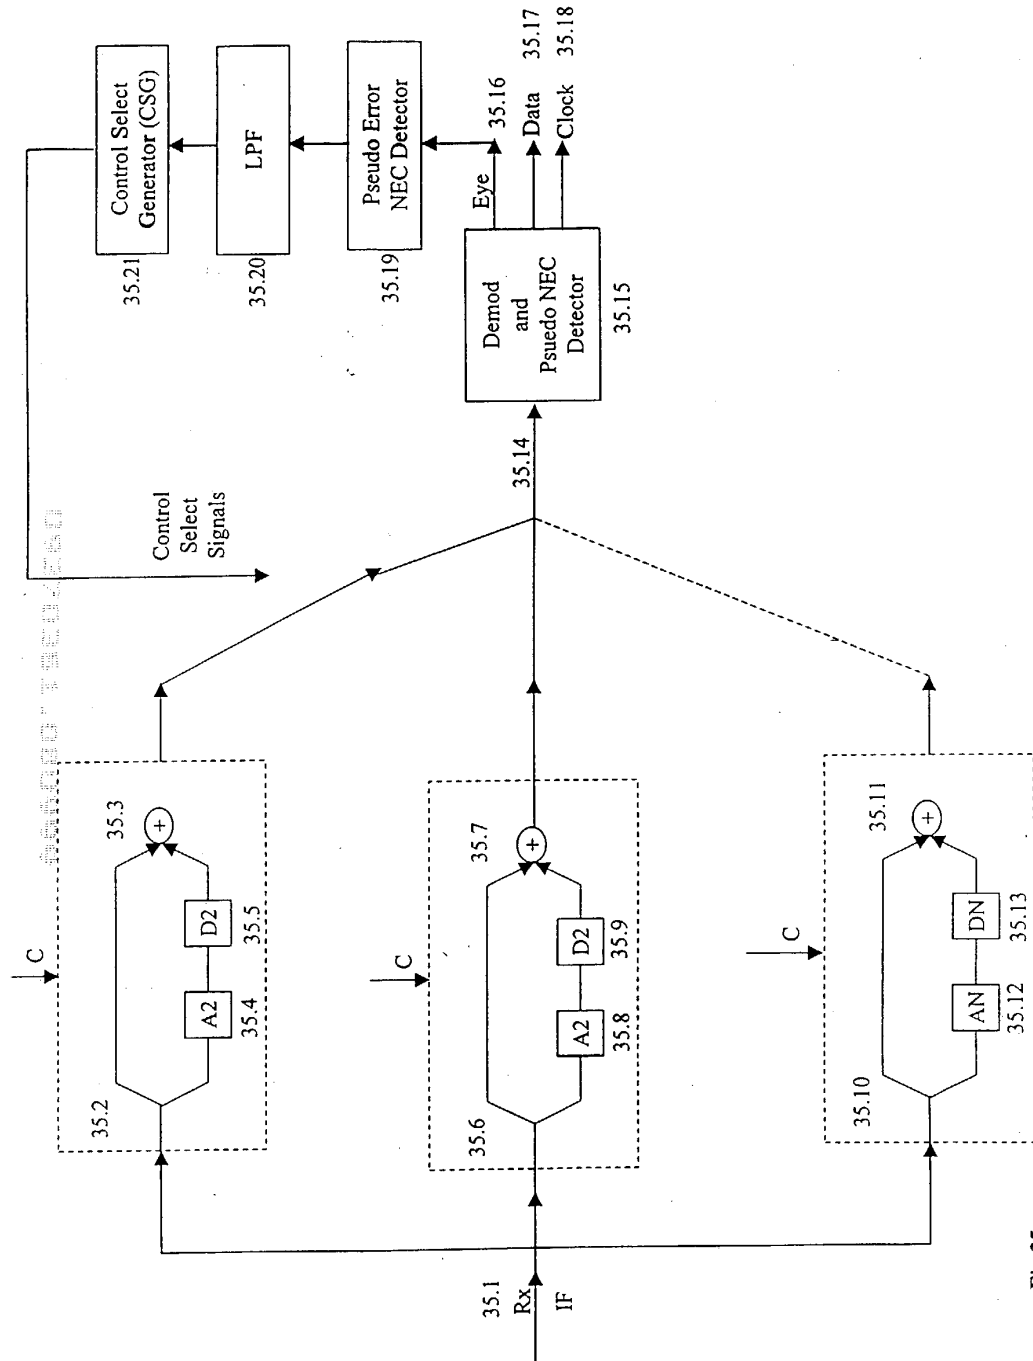 35.1
Rx
IF
35.2
35.3
+
A2
35.4
D2
35.5
C
35.6
35.7
+
A2
35.8
D2
35.9
C
35.10
35.11
+
AN
35.12
DN
35.13
C
Control
Select
Signals
35.14
Demod
and
Psuedo NEC
Detector
35.15
Eye
35.16
Data
35.17
Clock
35.18
Pseudo Error
NEC Detector
35.19
LPF
35.20
Control Select
Generator (CSG)
35.21